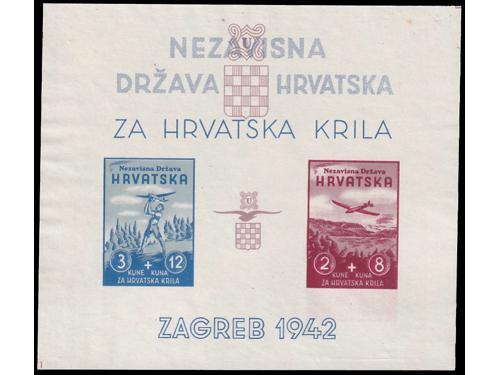 NEZAVISNA
DRŽAVA HRVATSKA
U
ZA HRVATSKA KRILA
Nezavisna Država
HRVATSKA
3 + 12
KUNE KUNA
ZA HRVATSKA KRILA
U
Nezavisna Država
HRVATSKA
2 + 8
KUNE KUNA
ZA HRVATSKA KRILA
ZAGREB 1942